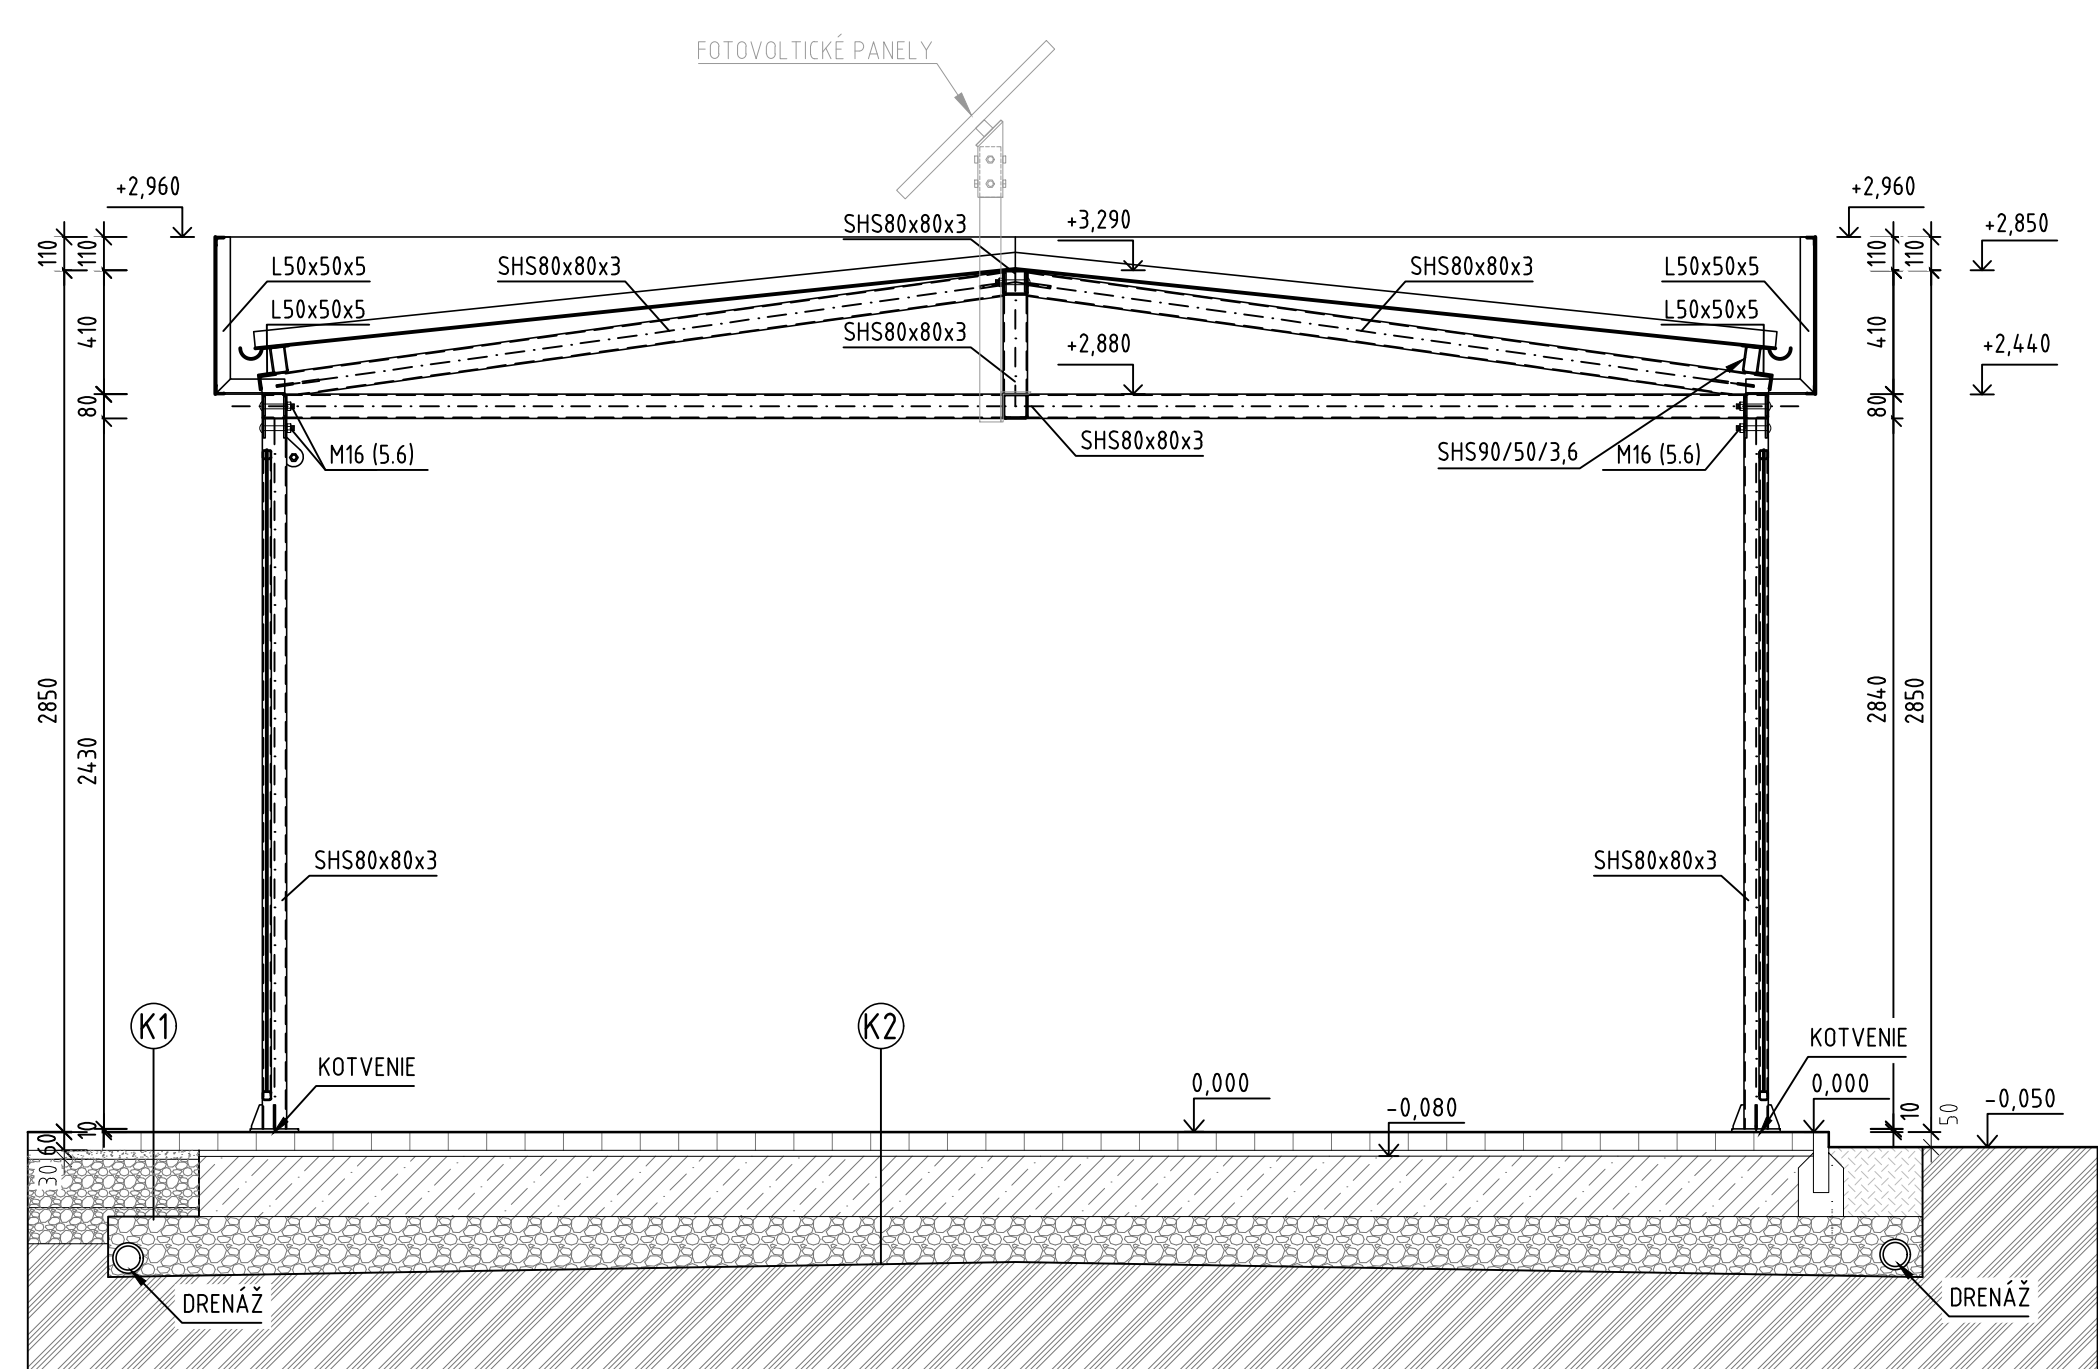 FOTOVOLTICKÉ PANELY
+2,960
+2,960
SHS80x80x3
+3,290
+2,850
110
110
110
110
L50x50x5
SHS80x80x3
SHS80x80x3
L50x50x5
L50x50x5
L50x50x5
410
SHS80x80x3
+2,880
410
+2,440
80
80
M16 (5.6)
SHS80x80x3
SHS90/50/3,6
M16 (5.6)
2850
2430
2840
2850
SHS80x80x3
SHS80x80x3
K1
K2
KOTVENIE
KOTVENIE
0,000
0,000
-0,080
-0,050
10
50
60
10
30
DRENÁŽ
DRENÁŽ